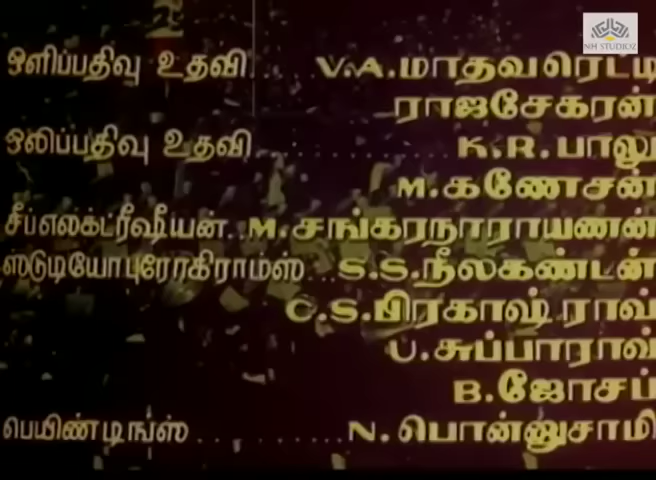 NH STUDIOZ
ஒளிப்பதிவு உதவி.. V.A.மாதவரெட்டி
ராஜசேகரன்
ஒலிப்பதிவு உதவி ............ K.R.பாலு
M.கணேசன்
சீப்எலக்ட்ரீஷியன்..M.சங்கரநாராயணன்
ஸ்டுடியோபுரோகிராம்ஸ்...S.S.நீலகண்டன்
C.S.பிரகாஷ் ராவ்
U.சுப்பாராவ்
B.ஜோசப்
பெயிண்டிங்ஸ்..........N.பொன்னுசாமி